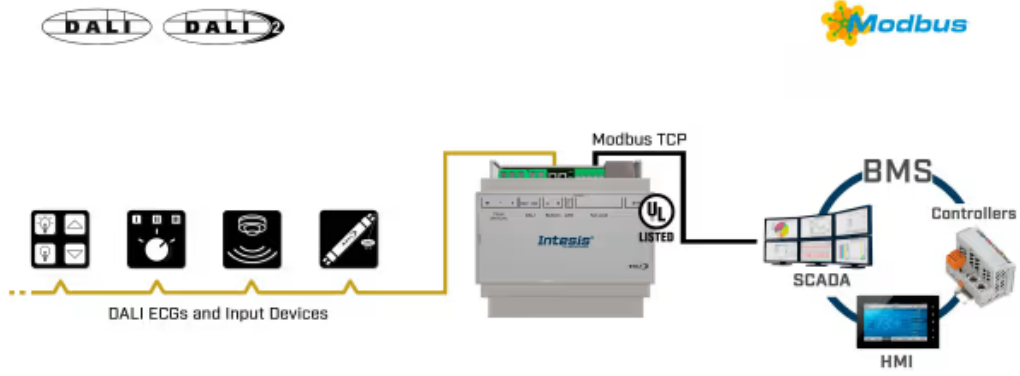 DALI DALI 2
Modbus
Modbus TCP
BMS
Controllers
UL
LISTED
Intesis
SCADA
DALI ECGs and Input Devices
HMI